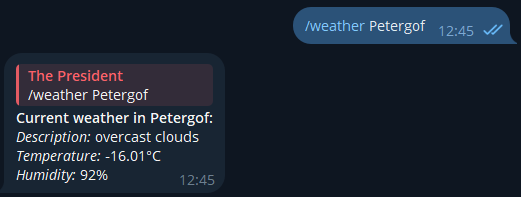 /weather Petergof 12:45
The President
/weather Petergof
Current weather in Petergof:
Description: overcast clouds
Temperature: -16.01°C
Humidity: 92%
12:45